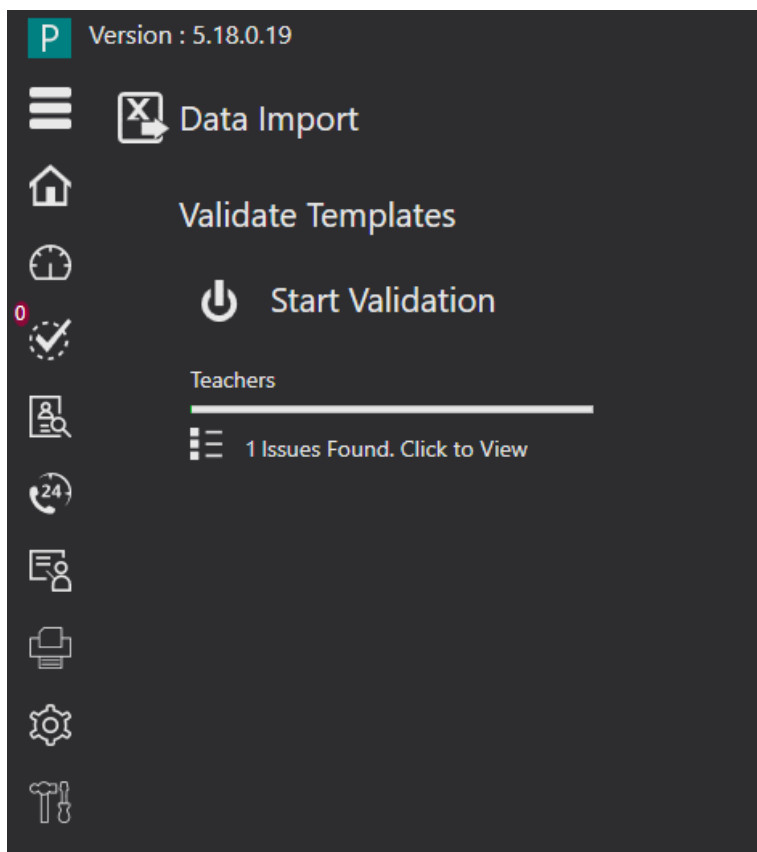 P Version : 5.18.0.19
X Data Import
Validate Templates
Start Validation
0
Teachers
1 Issues Found. Click to View
24